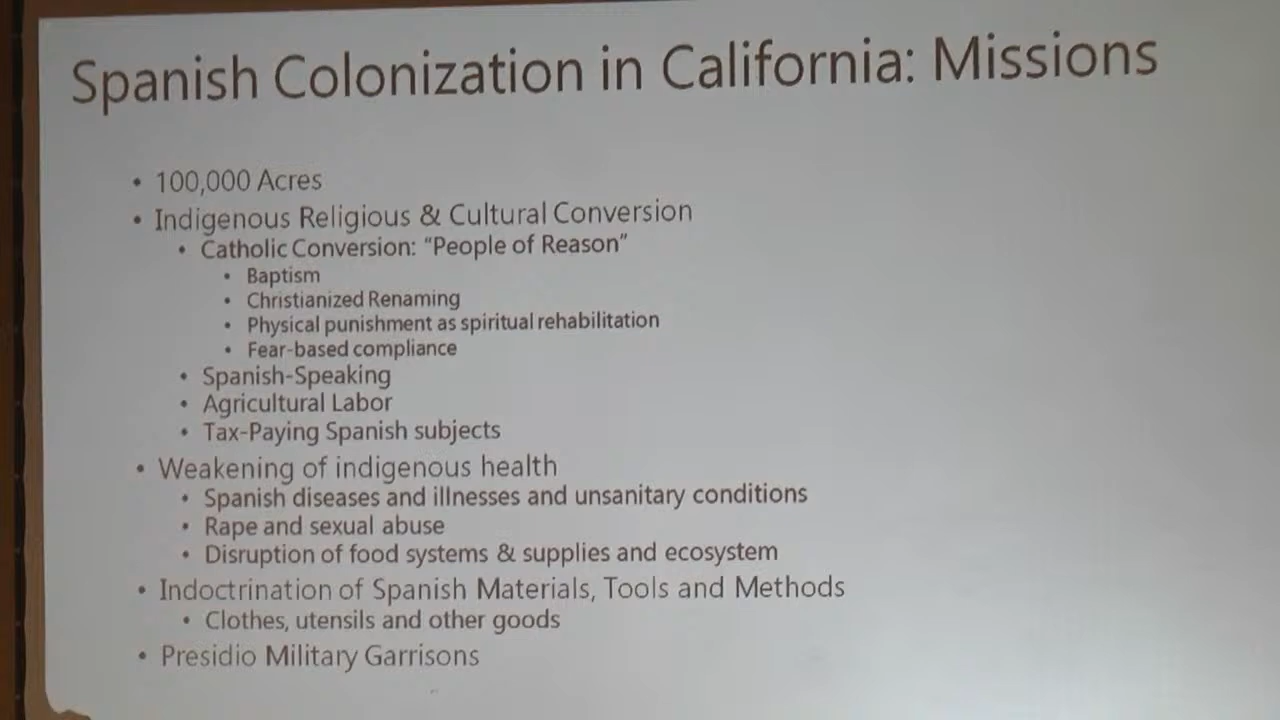 Spanish Colonization in California: Missions
• 100,000 Acres
• Indigenous Religious & Cultural Conversion
• Catholic Conversion: “People of Reason”
• Baptism
• Christianized Renaming
• Physical punishment as spiritual rehabilitation
• Fear-based compliance
• Spanish-Speaking
• Agricultural Labor
• Tax-Paying Spanish subjects
• Weakening of indigenous health
• Spanish diseases and illnesses and unsanitary conditions
• Rape and sexual abuse
• Disruption of food systems & supplies and ecosystem
• Indoctrination of Spanish Materials, Tools and Methods
• Clothes, utensils and other goods
• Presidio Military Garrisons